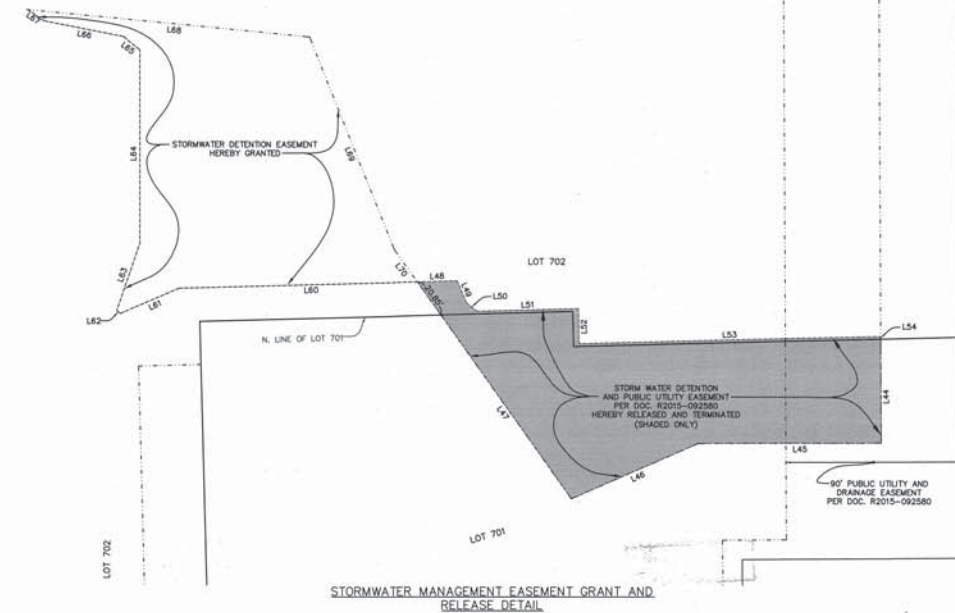 L67
L66
L65
L68
STORMWATER DETENTION EASEMENT
HEREBY GRANTED
L64
L69
L63
L62
L61
L60
L70
L48
20.85'
L49
L50
L51
L52
L53
L54
LOT 702
N. LINE OF LOT 701
STORM WATER DETENTION
AND PUBLIC UTILITY EASEMENT
PER DOC. R2015-092580
HEREBY RELEASED AND TERMINATED
(SHADED ONLY)
L44
L47
L45
L46
90' PUBLIC UTILITY AND
DRAINAGE EASEMENT
PER DOC. R2015-092580
LOT 701
LOT 702
STORMWATER MANAGEMENT EASEMENT GRANT AND
RELEASE DETAIL